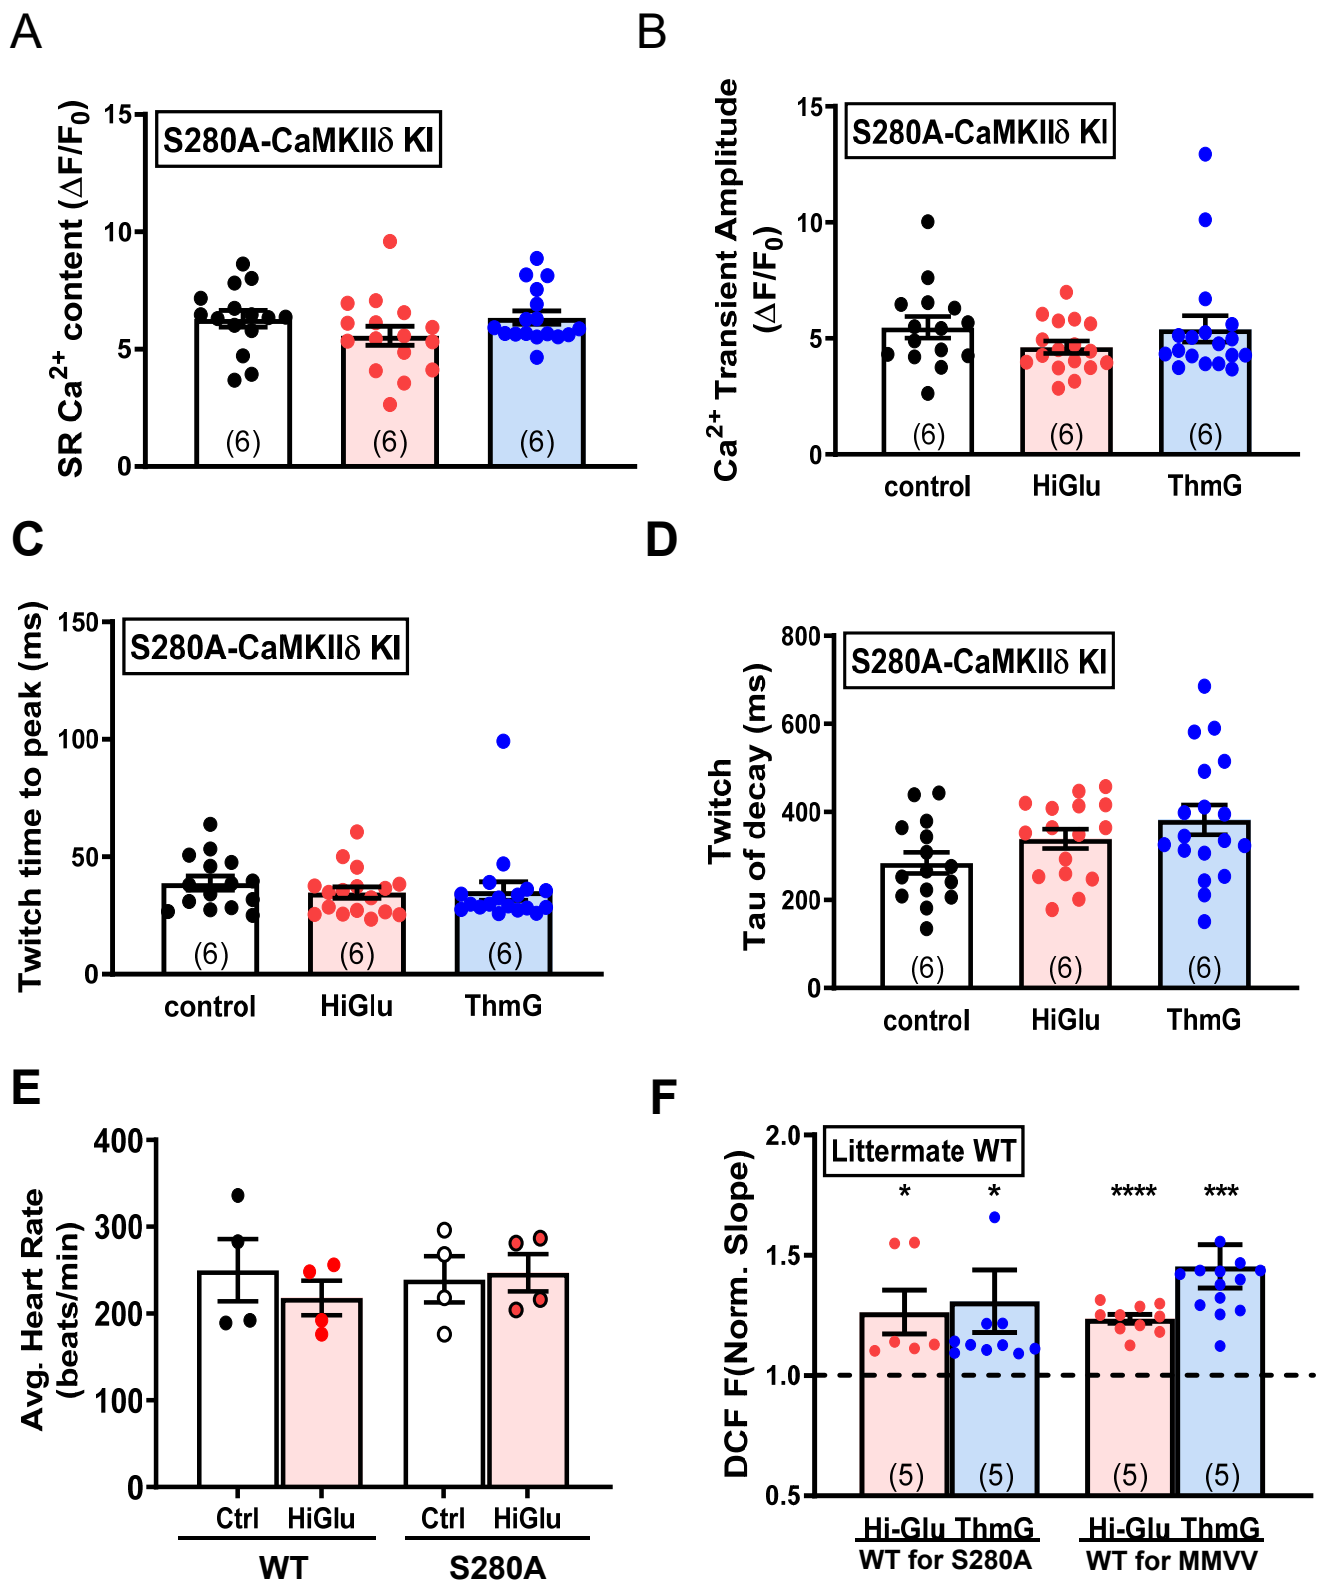 A
SR Ca2+ content (ΔF/F0)
15
10
5
0
S280A-CaMKIIδ KI
(6)
(6)
(6)
B
Ca2+ Transient Amplitude
(ΔF/F0)
15
10
5
0
S280A-CaMKIIδ KI
(6)
(6)
(6)
control
HiGlu
ThmG
C
Twitch time to peak (ms)
150
100
50
0
S280A-CaMKIIδ KI
(6)
(6)
(6)
control
HiGlu
ThmG
D
Twitch
Tau of decay (ms)
800
600
400
200
0
S280A-CaMKIIδ KI
(6)
(6)
(6)
control
HiGlu
ThmG
E
Avg. Heart Rate
(beats/min)
400
300
200
100
0
Ctrl
HiGlu
Ctrl
HiGlu
WT
S280A
F
DCF F(Norm. Slope)
2.0
1.5
1.0
0.5
Littermate WT
*
*
****
***
(5)
(5)
(5)
(5)
Hi-Glu ThmG
Hi-Glu ThmG
WT for S280A
WT for MMVV